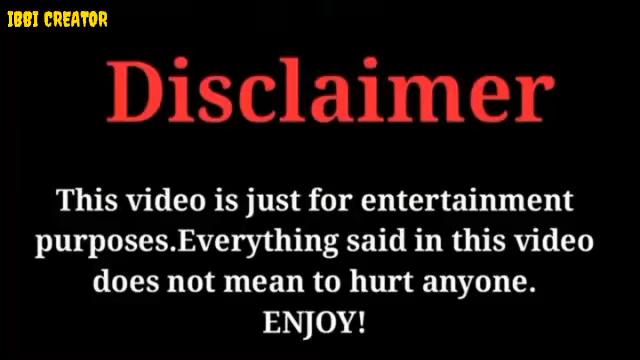 IBBI CREATOR
Disclaimer
This video is just for entertainment
purposes.Everything said in this video
does not mean to hurt anyone.
ENJOY!